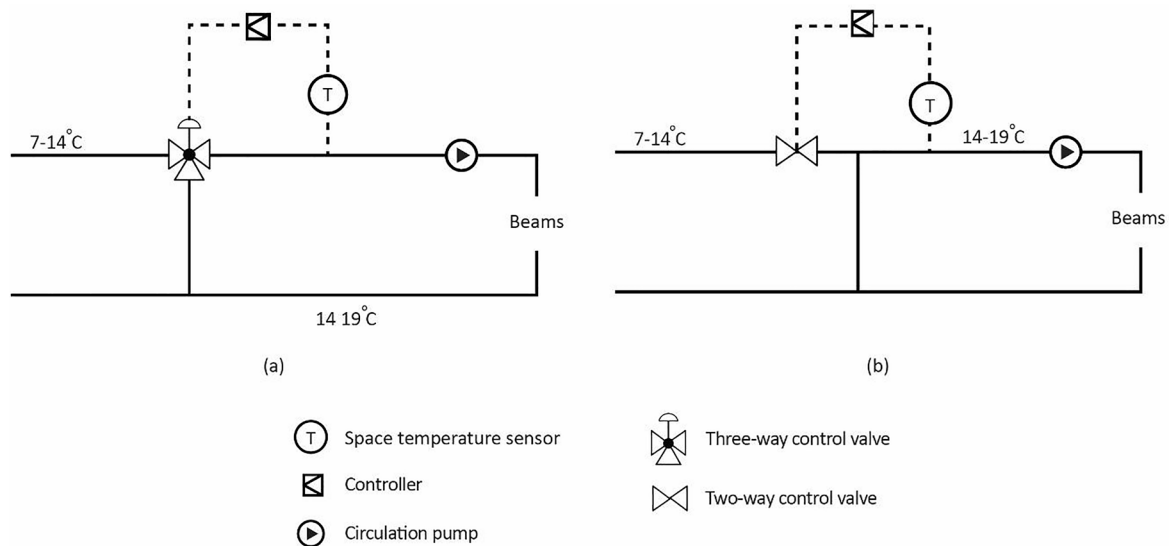 T
T
7-14°C
7-14°C
14-19°C
Beams
Beams
14 19°C
(a)
(b)
T Space temperature sensor
Three-way control valve
Controller
Two-way control valve
Circulation pump